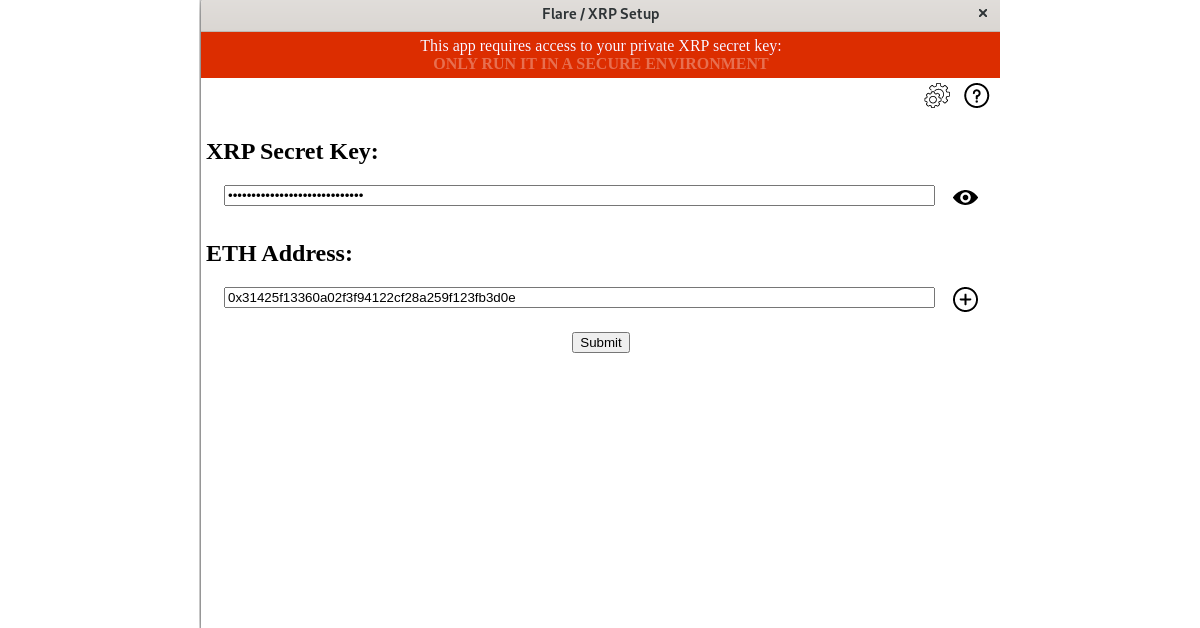 Flare / XRP Setup
This app requires access to your private XRP secret key:
ONLY RUN IT IN A SECURE ENVIRONMENT
XRP Secret Key:
•••••••••••••••••••••••••••••
ETH Address:
0x31425f13360a02f3f94122cf28a259f123fb3d0e
Submit